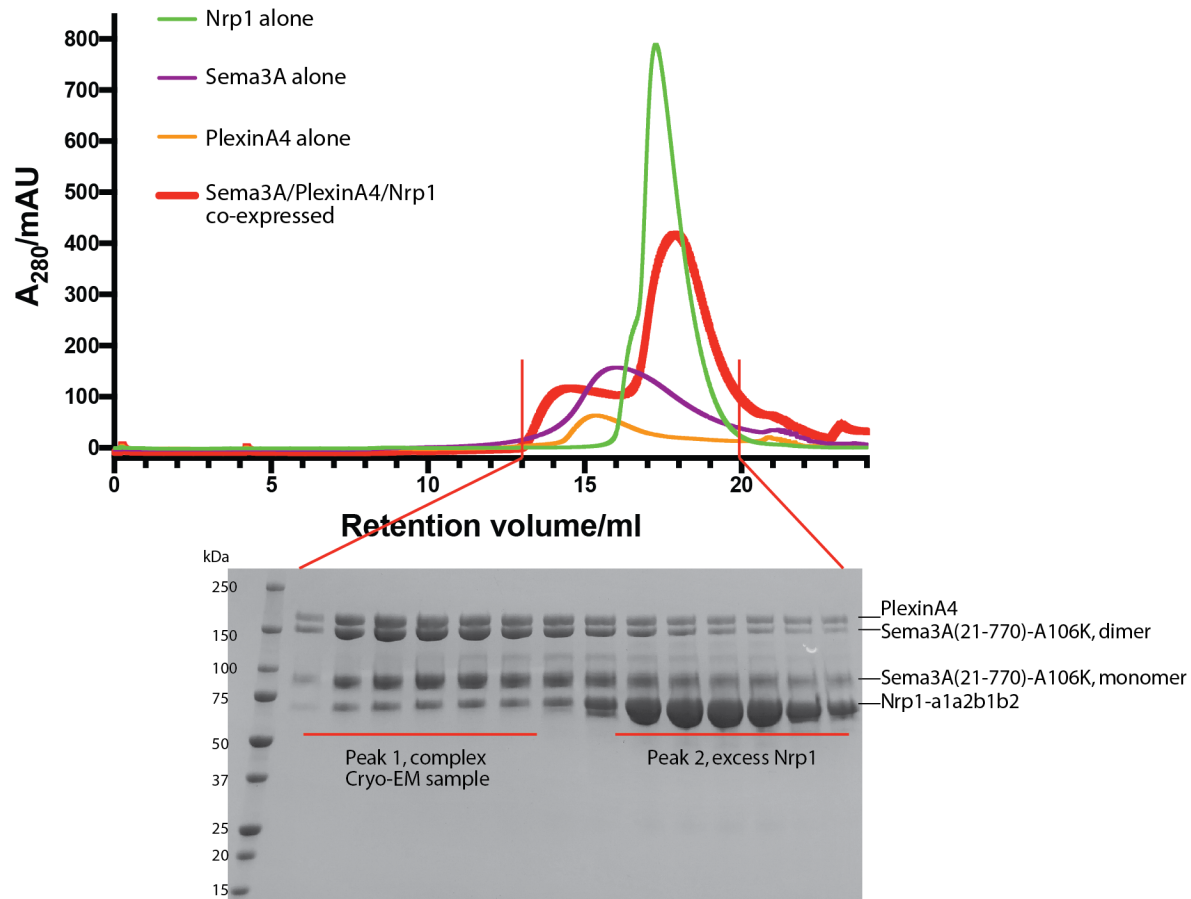 Nrp1 alone
Sema3A alone
PlexinA4 alone
Sema3A/PlexinA4/Nrp1
co-expressed
A280/mAU
800
700
600
500
400
300
200
100
0
0
5
10
15
20
Retention volume/ml
kDa
250
150
100
75
50
37
25
20
15
PlexinA4
Sema3A(21-770)-A106K, dimer
Sema3A(21-770)-A106K, monomer
Nrp1-a1a2b1b2
Peak 1, complex
Cryo-EM sample
Peak 2, excess Nrp1